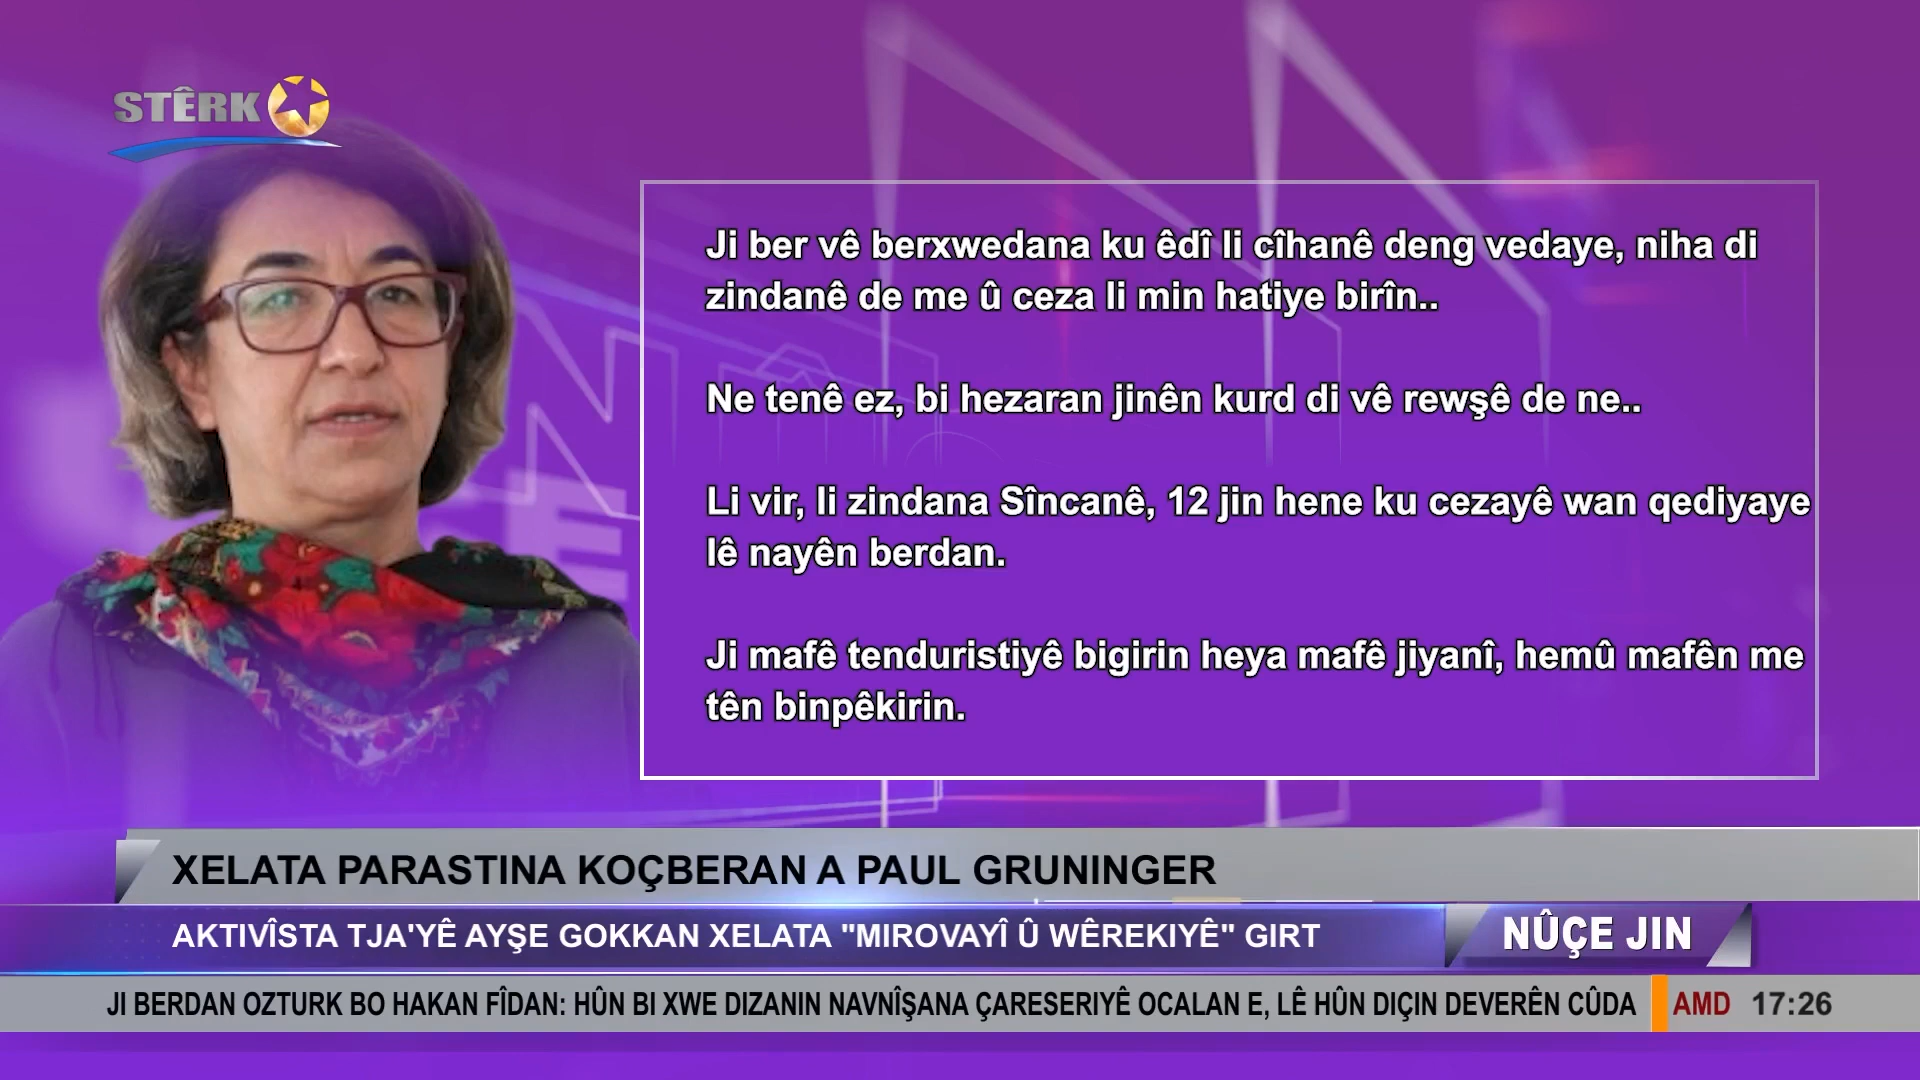 STÊRK
Ji ber vê berxwedana ku êdî li cîhanê deng vedaye, niha di
zindanê de me û ceza li min hatiye birîn..
Ne tenê ez, bi hezaran jinên kurd di vê rewşê de ne..
Li vir, li zindana Sîncanê, 12 jin hene ku cezayê wan qediyaye
lê nayên berdan.
Ji mafê tenduristiyê bigirin heya mafê jiyanî, hemû mafên me
tên binpêkirin.
XELATA PARASTINA KOÇBERAN A PAUL GRUNINGER
AKTIVÎSTA TJA'YÊ AYŞE GOKKAN XELATA "MIROVAYÎ Û WÊREKIYÊ" GIRT
NÛÇE JIN
JI BERDAN OZTURK BO HAKAN FÎDAN: HÛN BI XWE DIZANIN NAVNÎŞANA ÇARESERIYÊ OCALAN E, LÊ HÛN DIÇIN DEVERÊN CÛDA
AMD 17:26